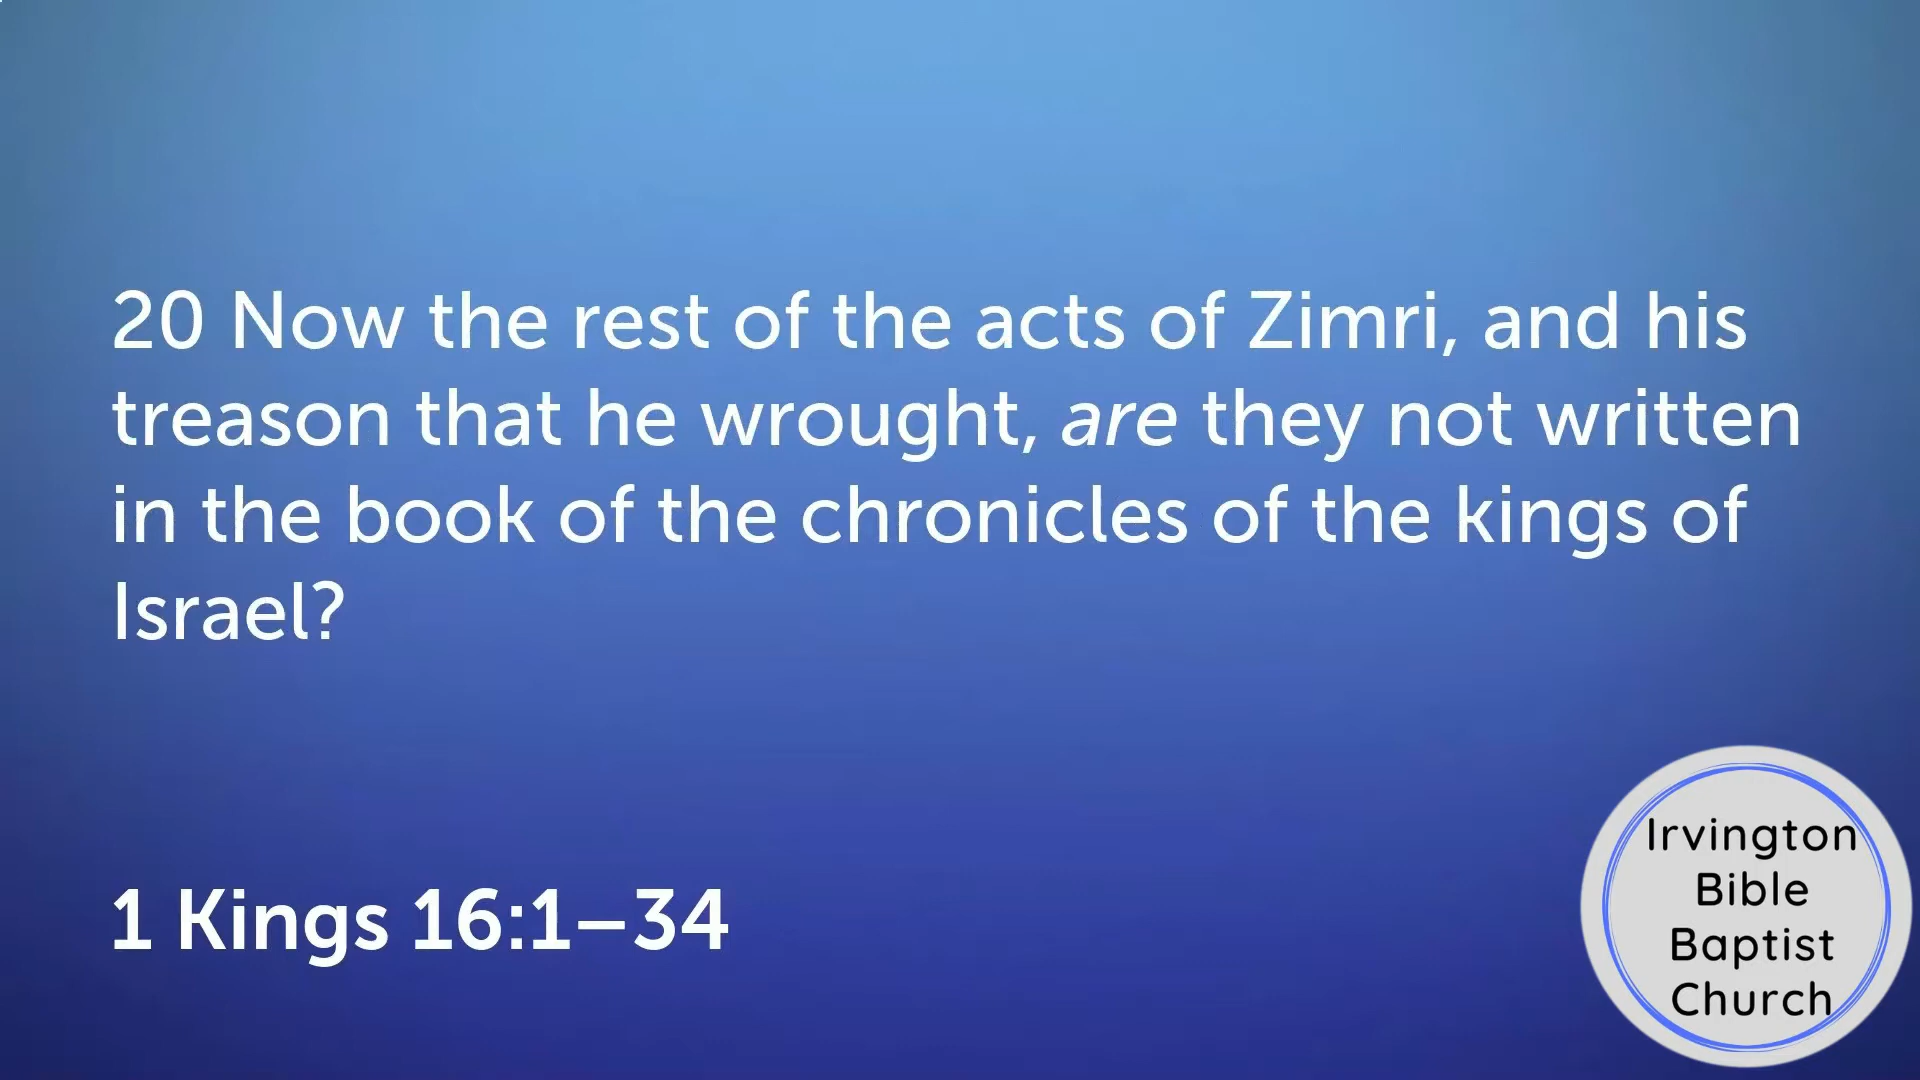 20 Now the rest of the acts of Zimri, and his
treason that he wrought, are they not written
in the book of the chronicles of the kings of
Israel?
1 Kings 16:1–34
Irvington
Bible
Baptist
Church